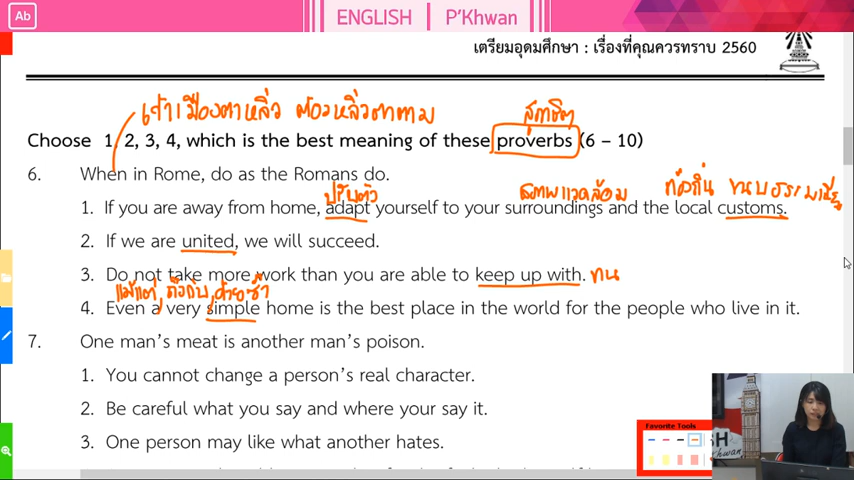 Ab
ENGLISH P'Khwan
เตรียมอุดมศึกษา : เรื่องที่คุณควรทราบ 2560
เข้าเมืองตาหลิ่ว ต้องหลิ่วตาตาม
สุภาษิต
Choose 1, 2, 3, 4, which is the best meaning of these proverbs (6 – 10)
6. When in Rome, do as the Romans do.
ปรับตัว สภาพแวดล้อม ท้องถิ่น ขนบธรรมเนียม
1. If you are away from home, adapt yourself to your surroundings and the local customs.
2. If we are united, we will succeed.
3. Do not take more work than you are able to keep up with. ทน
แม้แต่
4. Even a very simple home is the best place in the world for the people who live in it.
7. One man's meat is another man's poison.
1. You cannot change a person's real character.
2. Be careful what you say and where your say it.
3. One person may like what another hates.
Favorite Tools
SH
Khwan